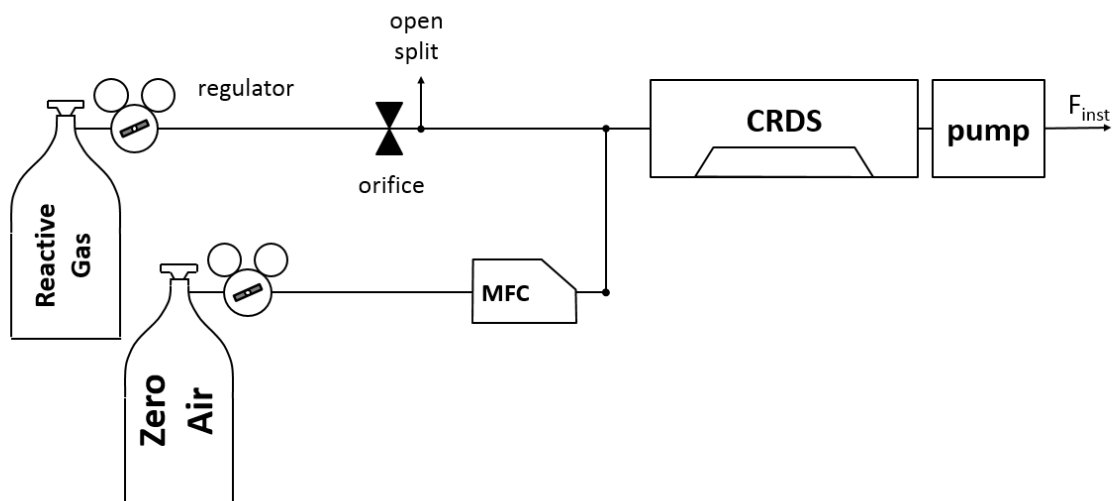 open
split
regulator
orifice
CRDS
pump
F_inst
Reactive
Gas
MFC
Zero
Air